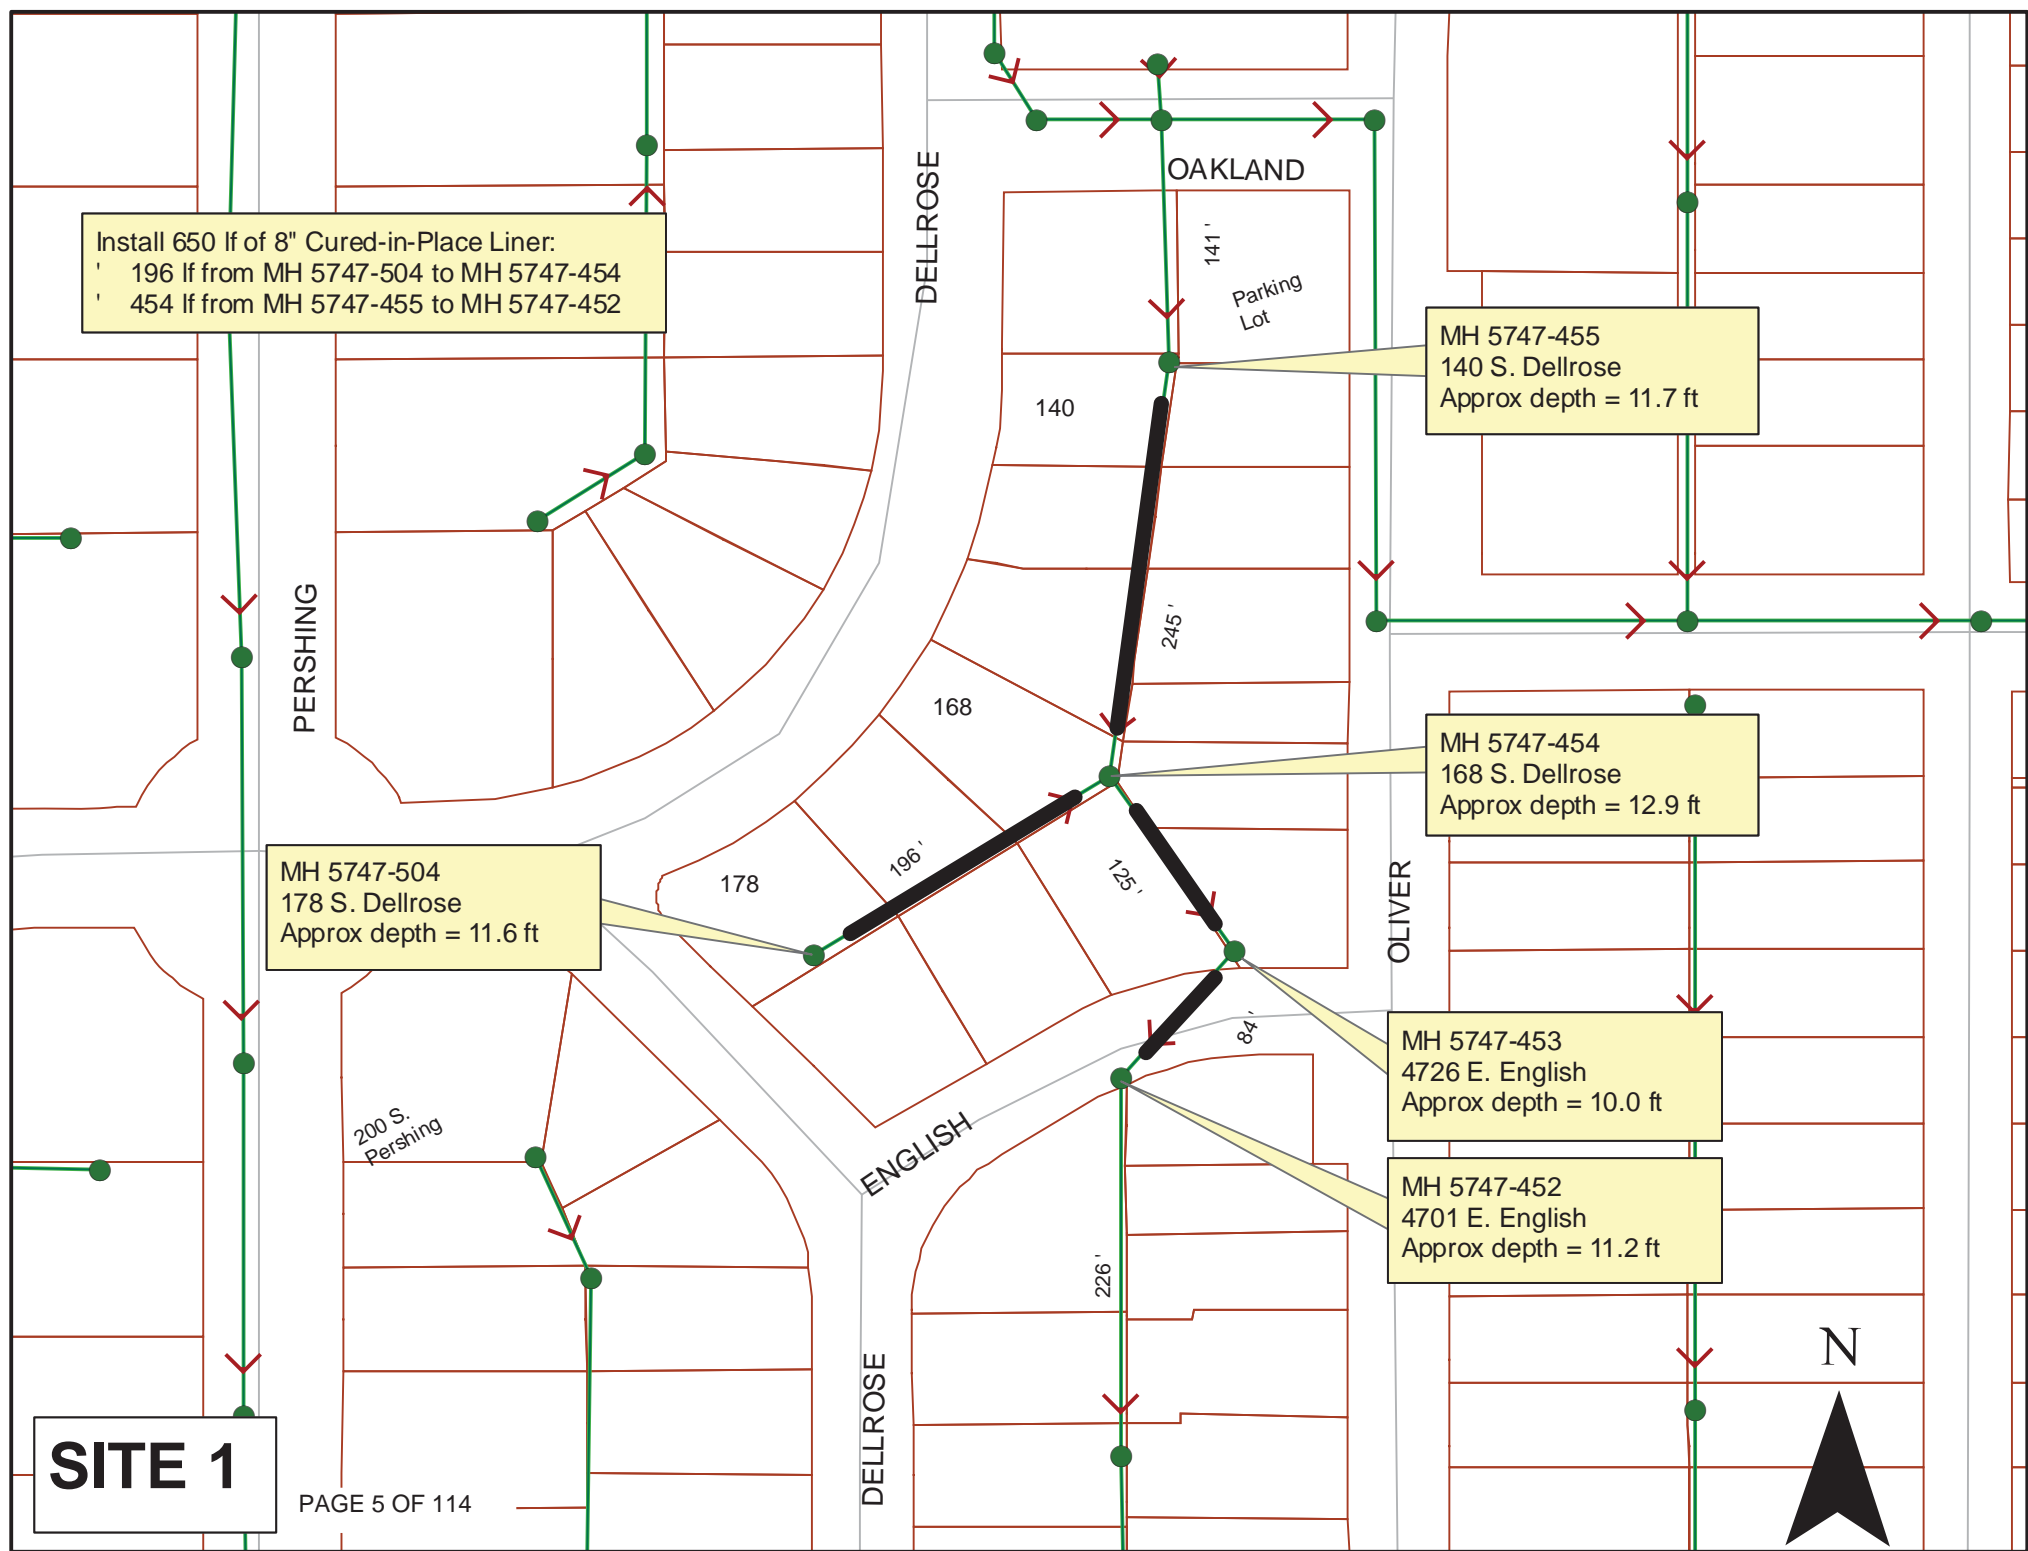 OAKLAND
DELLROSE
141 '
Parking
Lot
Install 650 lf of 8" Cured-in-Place Liner:
' 196 lf from MH 5747-504 to MH 5747-454
' 454 lf from MH 5747-455 to MH 5747-452
MH 5747-455
140 S. Dellrose
Approx depth = 11.7 ft
140
245 '
PERSHING
168
MH 5747-454
168 S. Dellrose
Approx depth = 12.9 ft
196 '
125 '
178
OLIVER
MH 5747-504
178 S. Dellrose
Approx depth = 11.6 ft
84 '
MH 5747-453
4726 E. English
Approx depth = 10.0 ft
200 S.
Pershing
ENGLISH
MH 5747-452
4701 E. English
Approx depth = 11.2 ft
226 '
DELLROSE
N
SITE 1
PAGE 5 OF 114